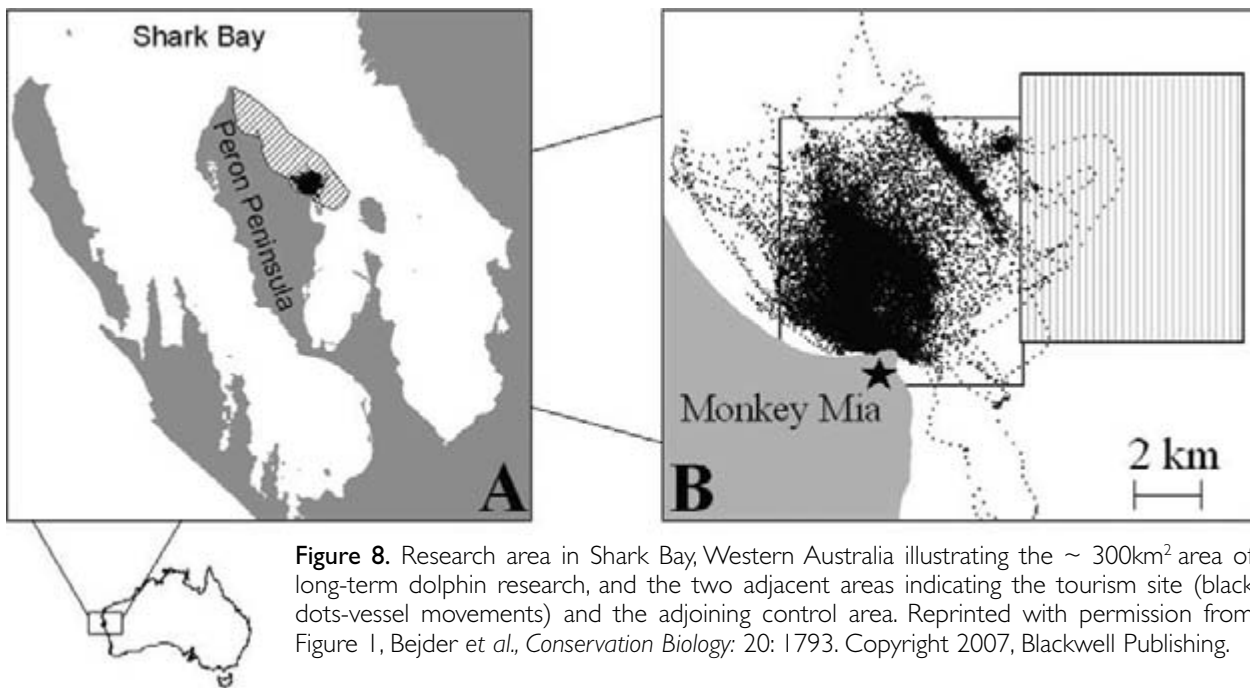 Shark Bay
Peron Peninsula
A
Monkey Mia
B
2 km
Figure 8. Research area in Shark Bay, Western Australia illustrating the ~ 300km² area of
long-term dolphin research, and the two adjacent areas indicating the tourism site (black
dots-vessel movements) and the adjoining control area. Reprinted with permission from
Figure 1, Bejder et al., Conservation Biology: 20: 1793. Copyright 2007, Blackwell Publishing.